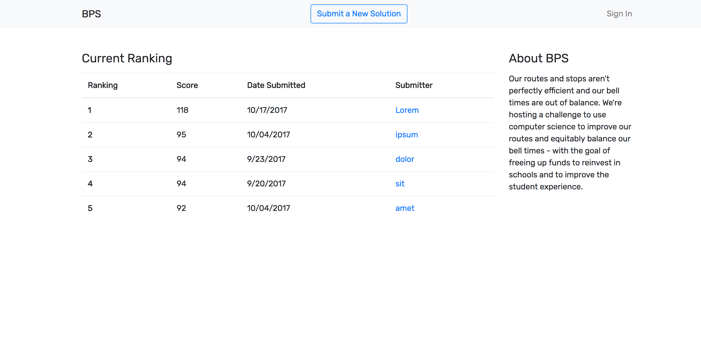 BPS Submit a New Solution Sign In
Current Ranking
Ranking Score Date Submitted Submitter
1 118 10/17/2017 Lorem
2 95 10/04/2017 ipsum
3 94 9/23/2017 dolor
4 94 9/20/2017 sit
5 92 10/04/2017 amet
About BPS
Our routes and stops aren't
perfectly efficient and our bell
times are out of balance. We're
hosting a challenge to use
computer science to improve our
routes and equitably balance our
bell times - with the goal of
freeing up funds to reinvest in
schools and to improve the
student experience.